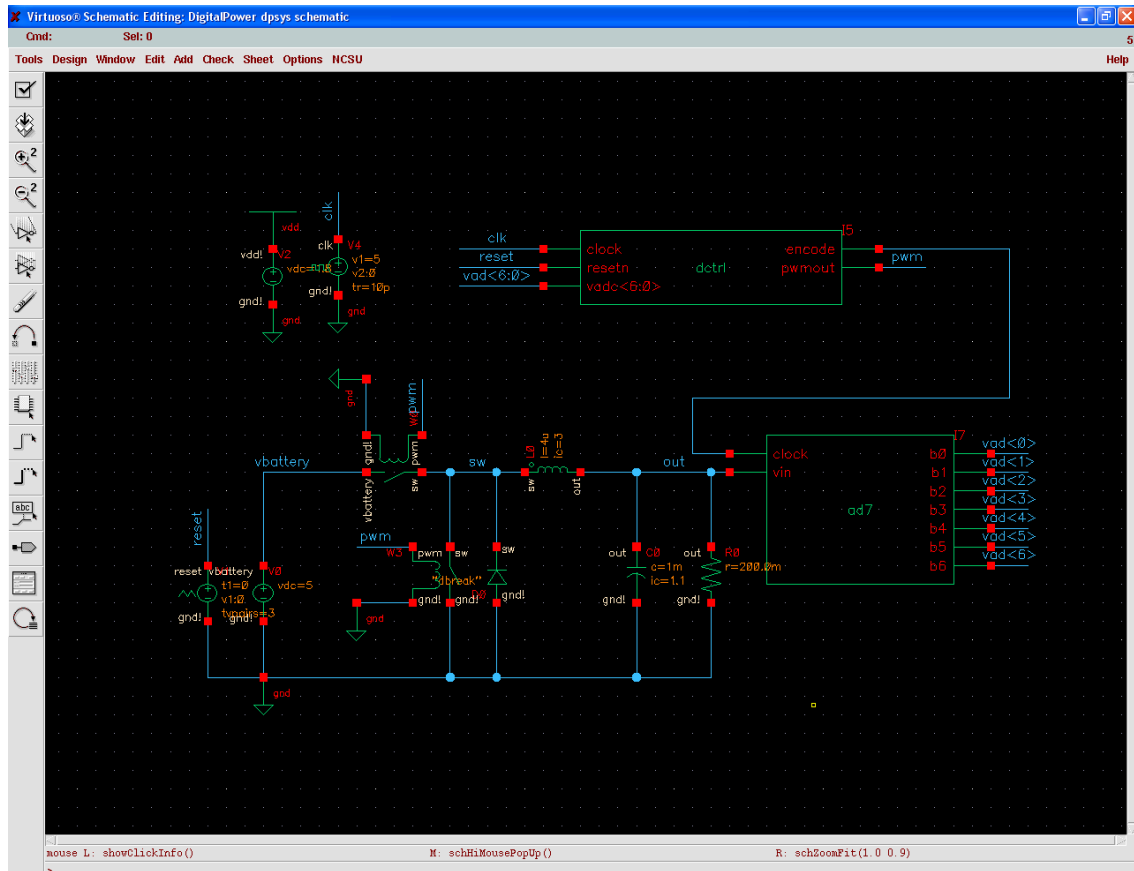 Virtuoso® Schematic Editing: DigitalPower dpsys schematic
Cmd: Sel: 0
5
Tools Design Window Edit Add Check Sheet Options NCSU Help
clk
vdd.
clk V4
vdd! V2
v1=5
v2:0
tr=10p
gnd!
gnd!
gnd
gnd
I5
clk
reset
vad<6:0>
clock
resetn
vadc<6:0>
dctrl
encode
pwmout
pwm
gnd
pwm
gnd!
pwm
vbattery
vbattery
sw
sw
L0
l=4u
ic=3
sw
out
out
I7
clock
vin
ad7
b0
b1
b2
b3
b4
b5
b6
vad<0>
vad<1>
vad<2>
vad<3>
vad<4>
vad<5>
vad<6>
reset
reset vbattery
V0
t1=0
v1:0
tvpairs=3
vdc=5
gnd!
gnd!
gnd
pwm
W3
pwm
sw
sw
"dbreak"
gnd!
gnd!
gnd!
gnd
out
C0
c=1m
ic=1.1
gnd!
out
R0
r=200.0m
gnd!
mouse L: showClickInfo() M: schHiMousePopUp() R: schZoomFit(1.0 0.9)
>